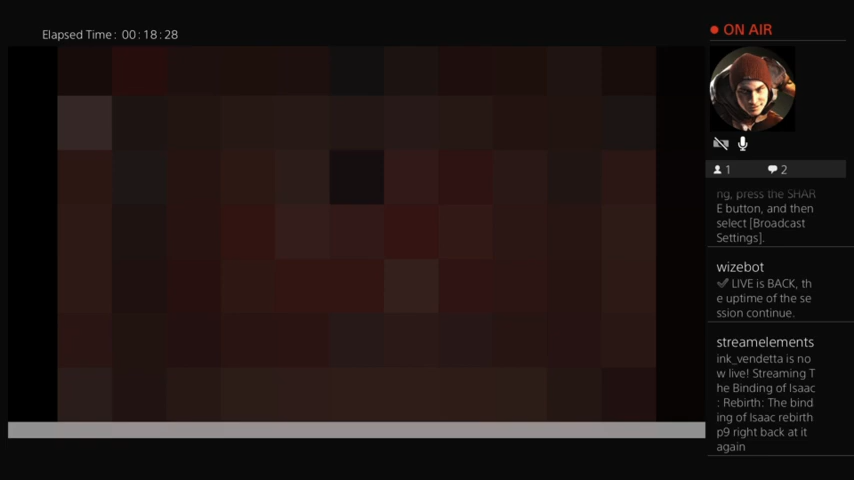 Elapsed Time: 00:18:28
ON AIR
1
2
ng, press the SHAR
E button, and then
select [Broadcast
Settings].
wizebot
✅ LIVE is BACK, th
e uptime of the se
ssion continue.
streamelements
ink_vendetta is no
w live! Streaming T
he Binding of Isaac
: Rebirth: The bind
ing of Isaac rebirth
p9 right back at it
again